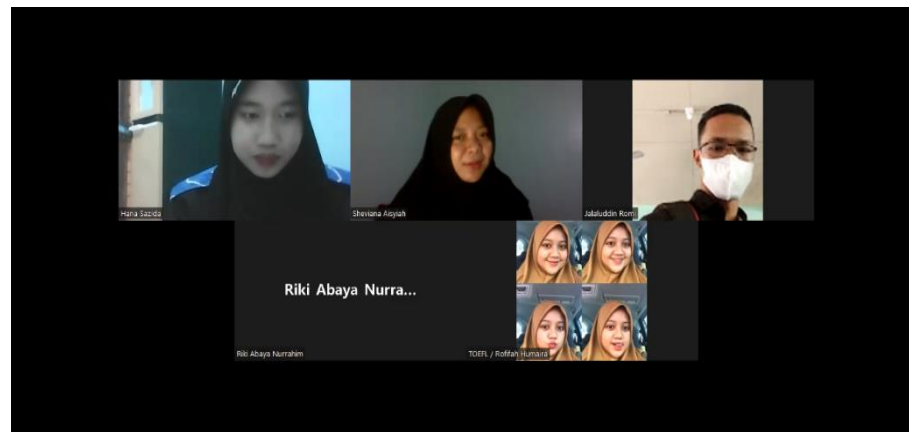 Hana Sazida
Sheviana Aisyiah
Jalaluddin Romi
Riki Abaya Nurra...
Riki Abaya Nurrahim
TOEFL / Rofifah Humaira